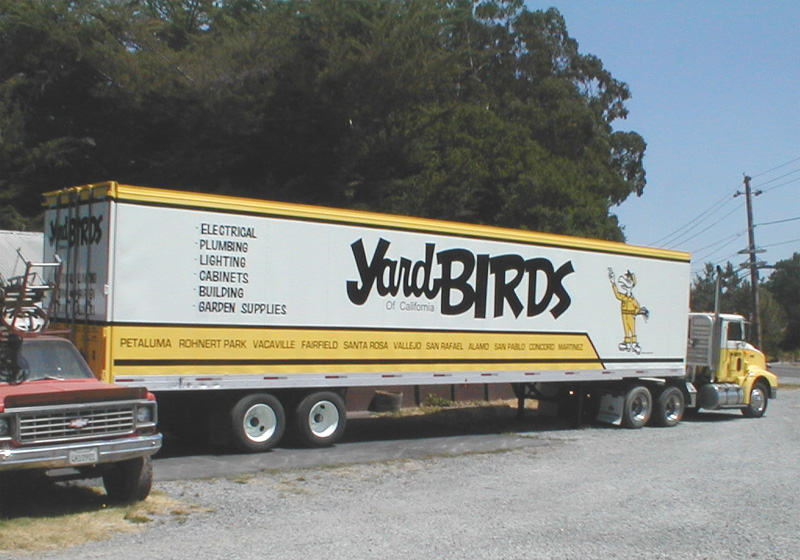 YardBIRDS
- ELECTRICAL
- PLUMBING
- LIGHTING
- CABINETS
- BUILDING
- GARDEN SUPPLIES
YardBIRDS
Of California
PETALUMA ROHNERT PARK VACAVILLE FAIRFIELD SANTA ROSA VALLEJO SAN RAFAEL ALAMO SAN PABLO CONCORD MARTINEZ